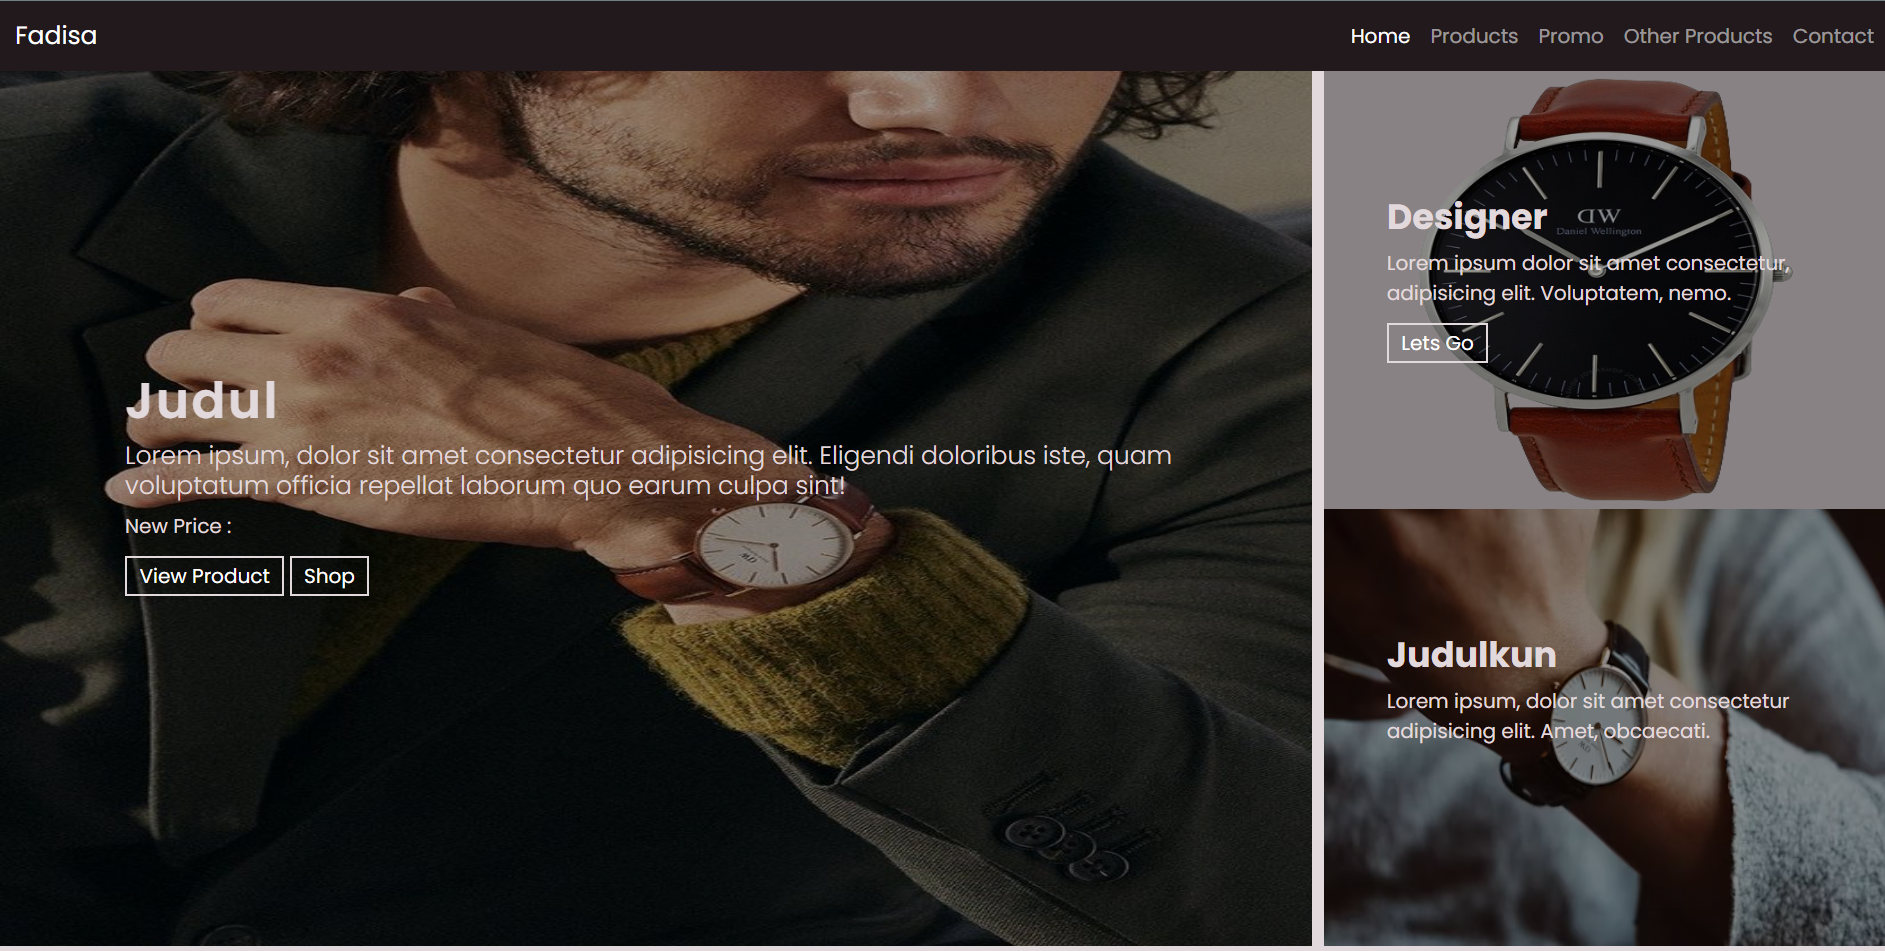 Fadisa
Home Products Promo Other Products Contact
Judul
Lorem ipsum, dolor sit amet consectetur adipisicing elit. Eligendi doloribus iste, quam
voluptatum officia repellat laborum quo earum culpa sint!
New Price :
View Product Shop
Designer
DW
Daniel Wellington
Lorem ipsum dolor sit amet consectetur,
adipisicing elit. Voluptatem, nemo.
Lets Go
Judulkun
Lorem ipsum, dolor sit amet consectetur
adipisicing elit. Amet, obcaecati.